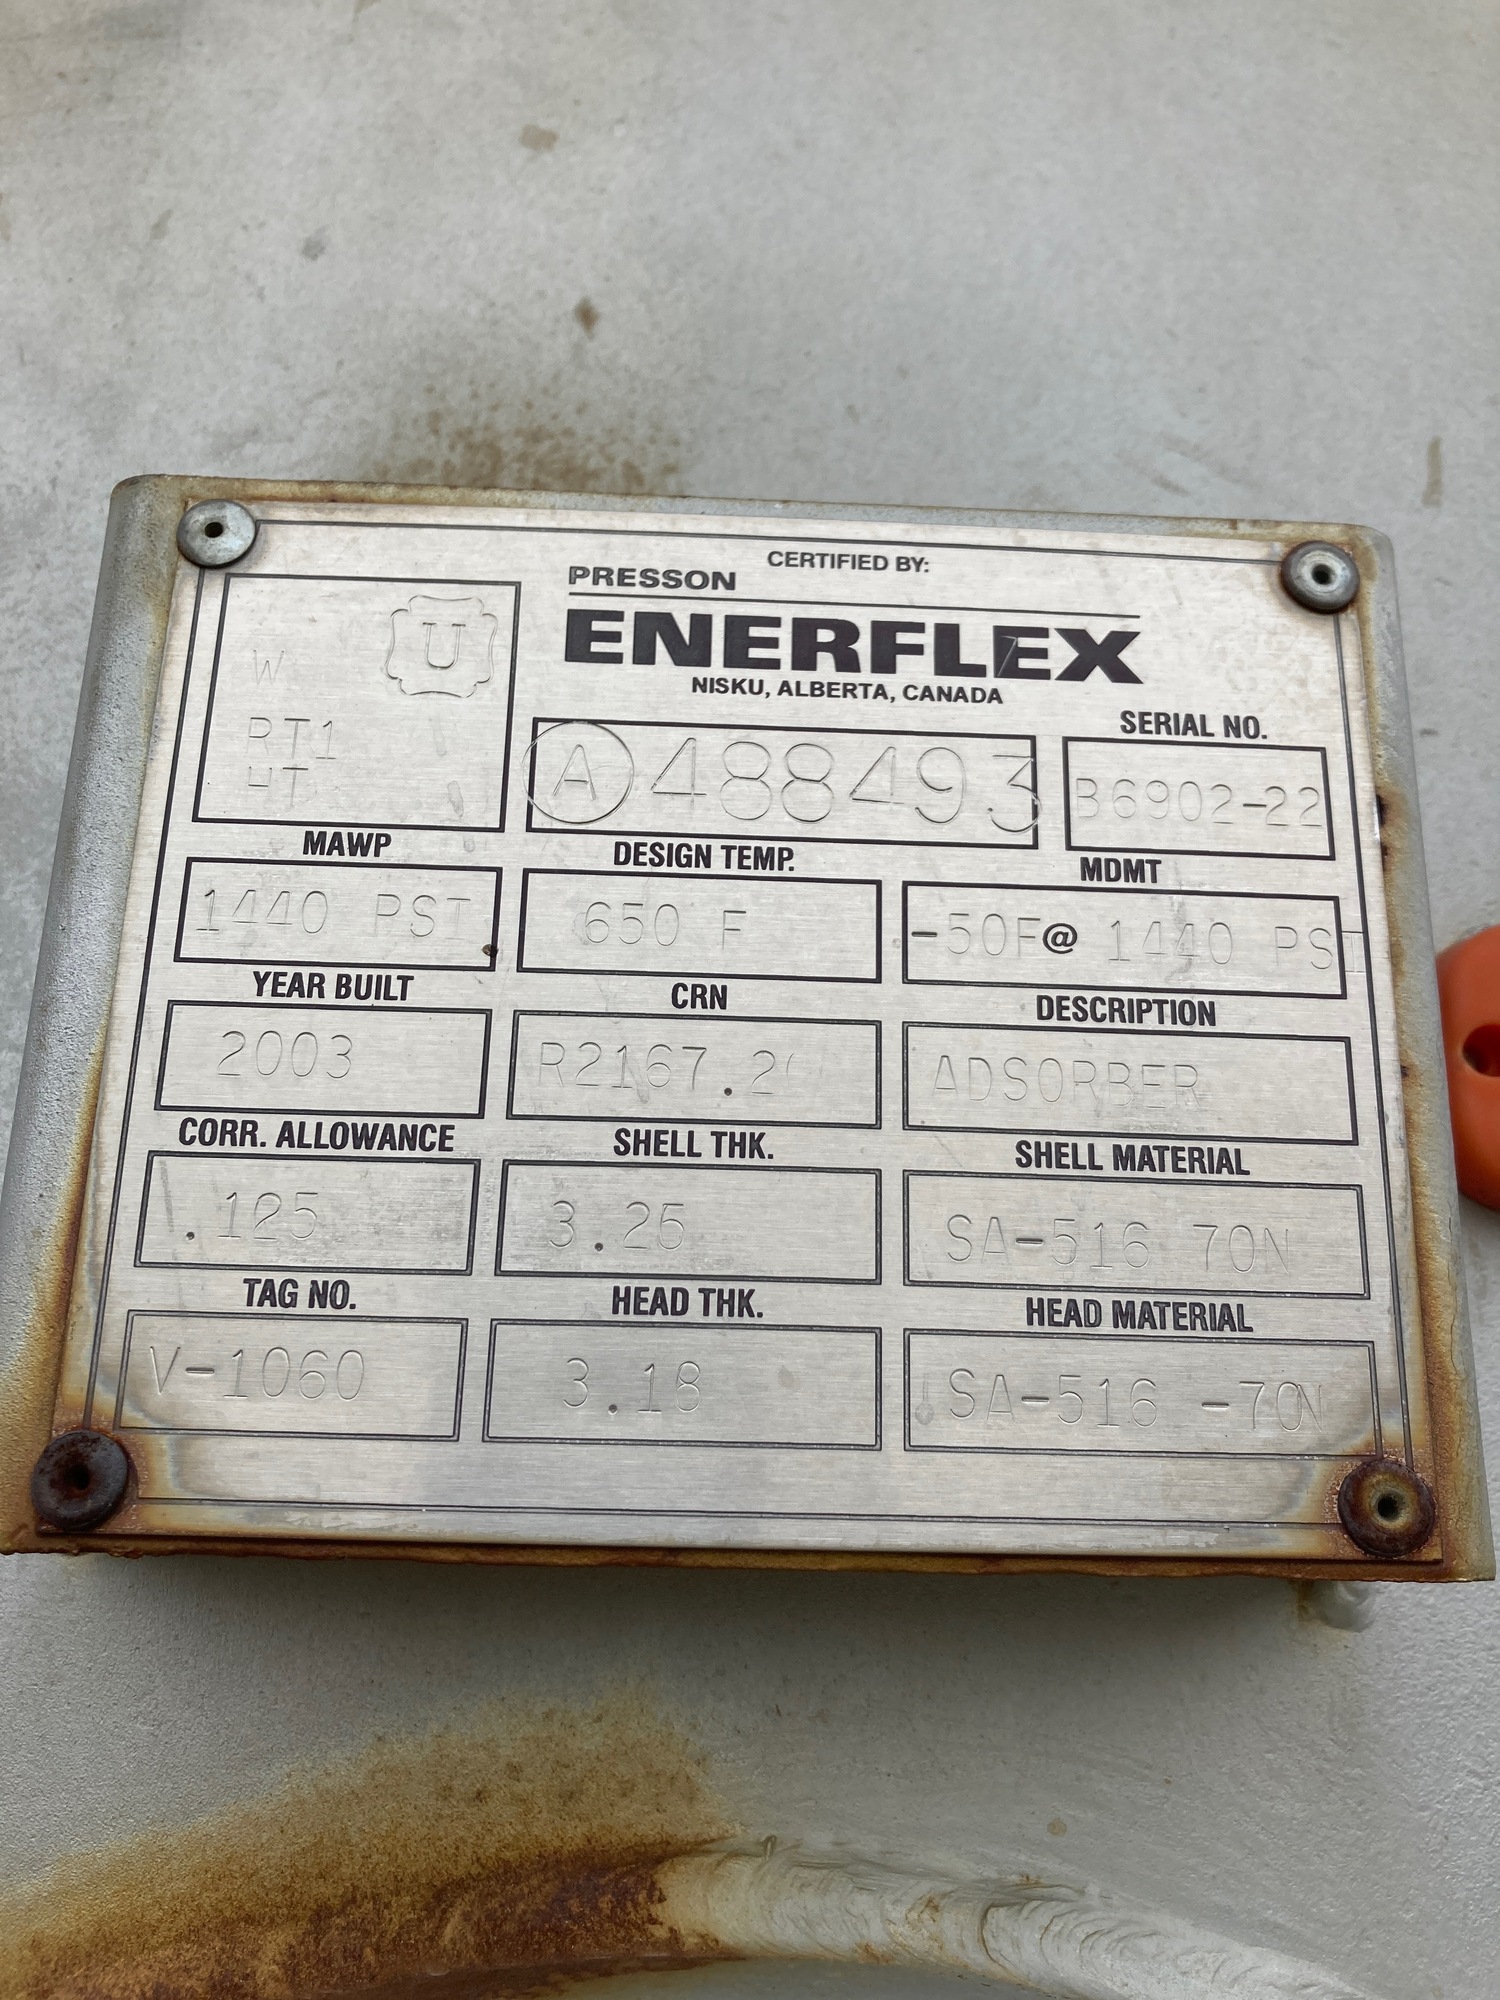 CERTIFIED BY:
PRESSON
ENERFLEX
NISKU, ALBERTA, CANADA
U
W
RT1
HT
A 488493
SERIAL NO.
B6902-22
MAWP
1440 PSI
DESIGN TEMP.
650 F
MDMT
-50F@ 1440 PSI
YEAR BUILT
2003
CRN
DESCRIPTION
ADSORBER
CORR. ALLOWANCE
.125
SHELL THK.
3.25
SHELL MATERIAL
SA-516 70N
TAG NO.
V-1060
HEAD THK.
3.18
HEAD MATERIAL
SA-516 -70N